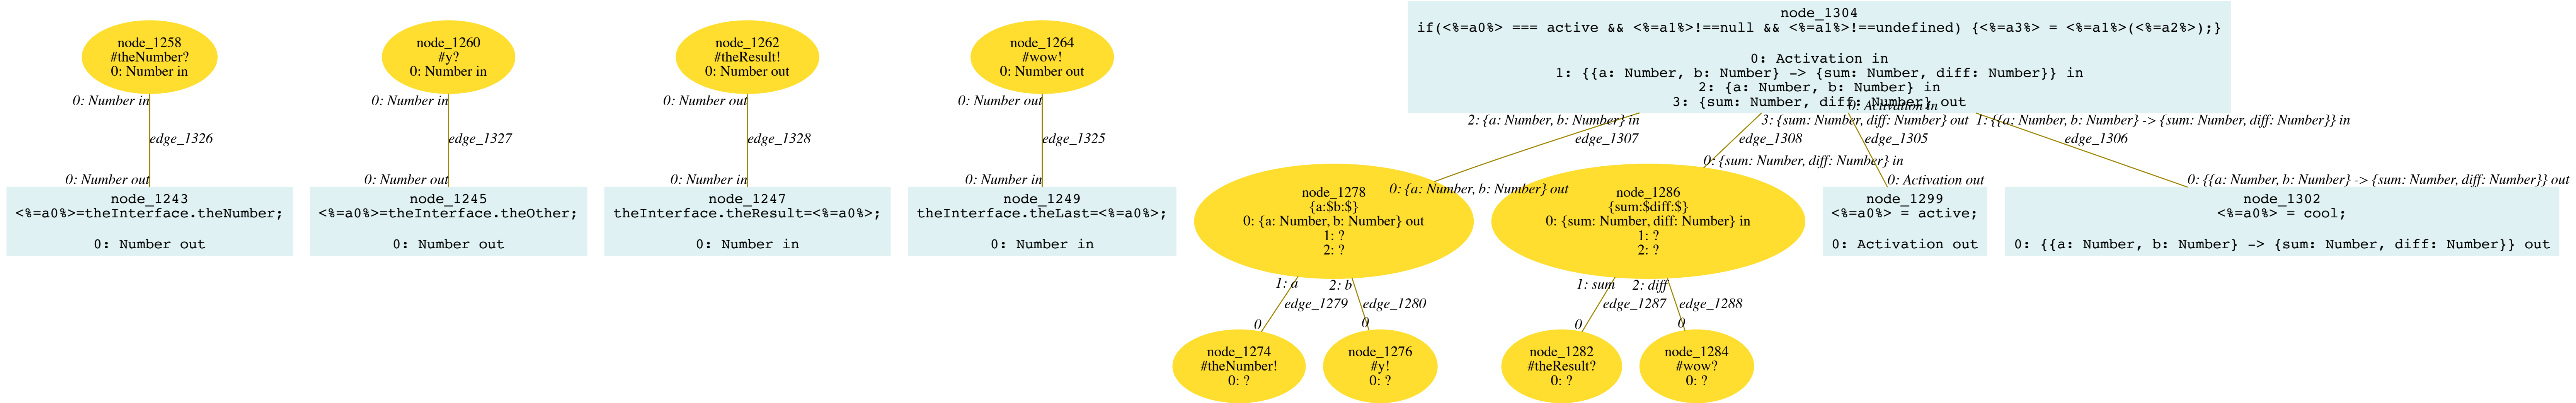 node_1258
#theNumber?
0: Number in
node_1260
#y?
0: Number in
node_1262
#theResult!
0: Number out
node_1264
#wow!
0: Number out
node_1304
if(<%=a0%> === active && <%=a1%>!==null && <%=a1%>!==undefined) {<%=a3%> = <%=a1%>(<%=a2%>);}
0: Activation in
1: {{a: Number, b: Number} -> {sum: Number, diff: Number}} in
2: {a: Number, b: Number} in
3: {sum: Number, diff: Number} out
0: Number in
0: Number in
0: Number out
0: Number out
0: Activation in
2: {a: Number, b: Number} in
3: {sum: Number, diff: Number} out
1: {{a: Number, b: Number} -> {sum: Number, diff: Number}} in
edge_1326
edge_1327
edge_1328
edge_1325
edge_1307
edge_1308
edge_1305
edge_1306
0: Number out
0: Number out
0: Number in
0: Number in
0: {a: Number, b: Number} out
0: {sum: Number, diff: Number} in
0: Activation out
0: {{a: Number, b: Number} -> {sum: Number, diff: Number}} out
node_1243
<%=a0%>=theInterface.theNumber;
0: Number out
node_1245
<%=a0%>=theInterface.theOther;
0: Number out
node_1247
theInterface.theResult=<%=a0%>;
0: Number in
node_1249
theInterface.theLast=<%=a0%>;
0: Number in
node_1278
{a:$b:$}
0: {a: Number, b: Number} out
1: ?
2: ?
node_1286
{sum:$diff:$}
0: {sum: Number, diff: Number} in
1: ?
2: ?
node_1299
<%=a0%> = active;
0: Activation out
node_1302
<%=a0%> = cool;
0: {{a: Number, b: Number} -> {sum: Number, diff: Number}} out
1: a
2: b
1: sum
2: diff
edge_1279
edge_1280
edge_1287
edge_1288
0
0
0
0
node_1274
#theNumber!
0: ?
node_1276
#y!
0: ?
node_1282
#theResult?
0: ?
node_1284
#wow?
0: ?